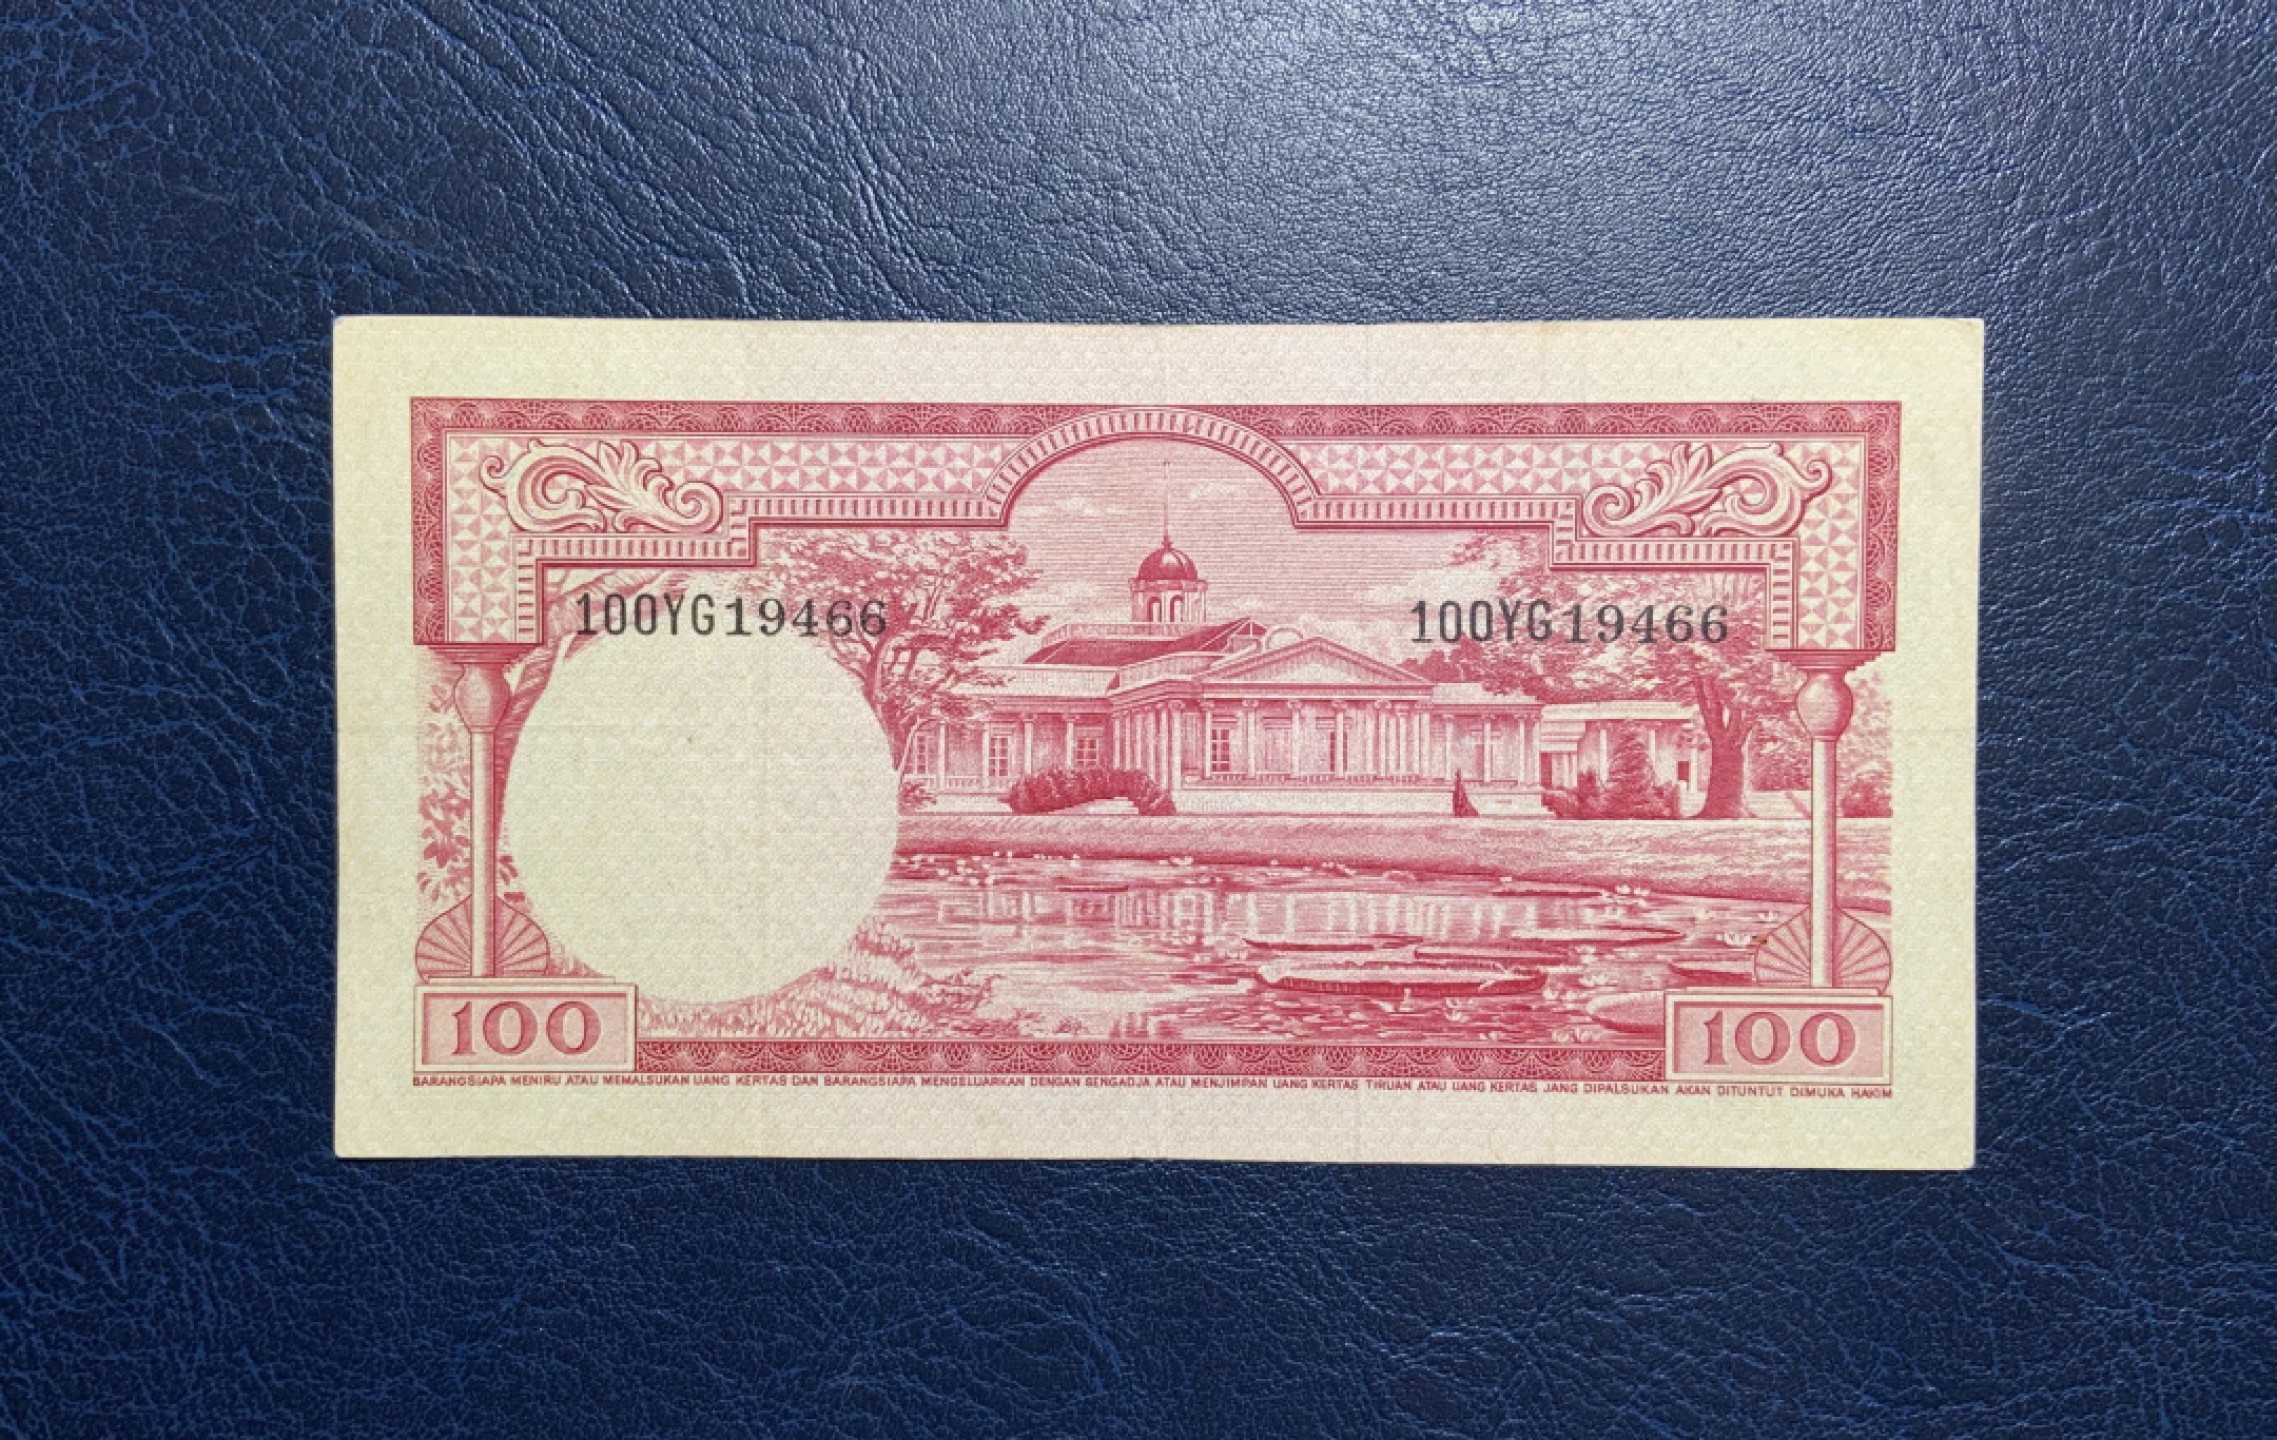 100YG19466 100YG19466
100 100
BARANGSIAPA MENIRU ATAU MEMALSUKAN UANG KERTAS DAN BARANGSIAPA MENGELUARKAN DENGAN SENGADJA ATAU MENJIMPAN UANG KERTAS TIRUAN ATAU UANG KERTAS JANG DIPALSUKAN AKAN DITUNTUT DIMUKA HAKIM